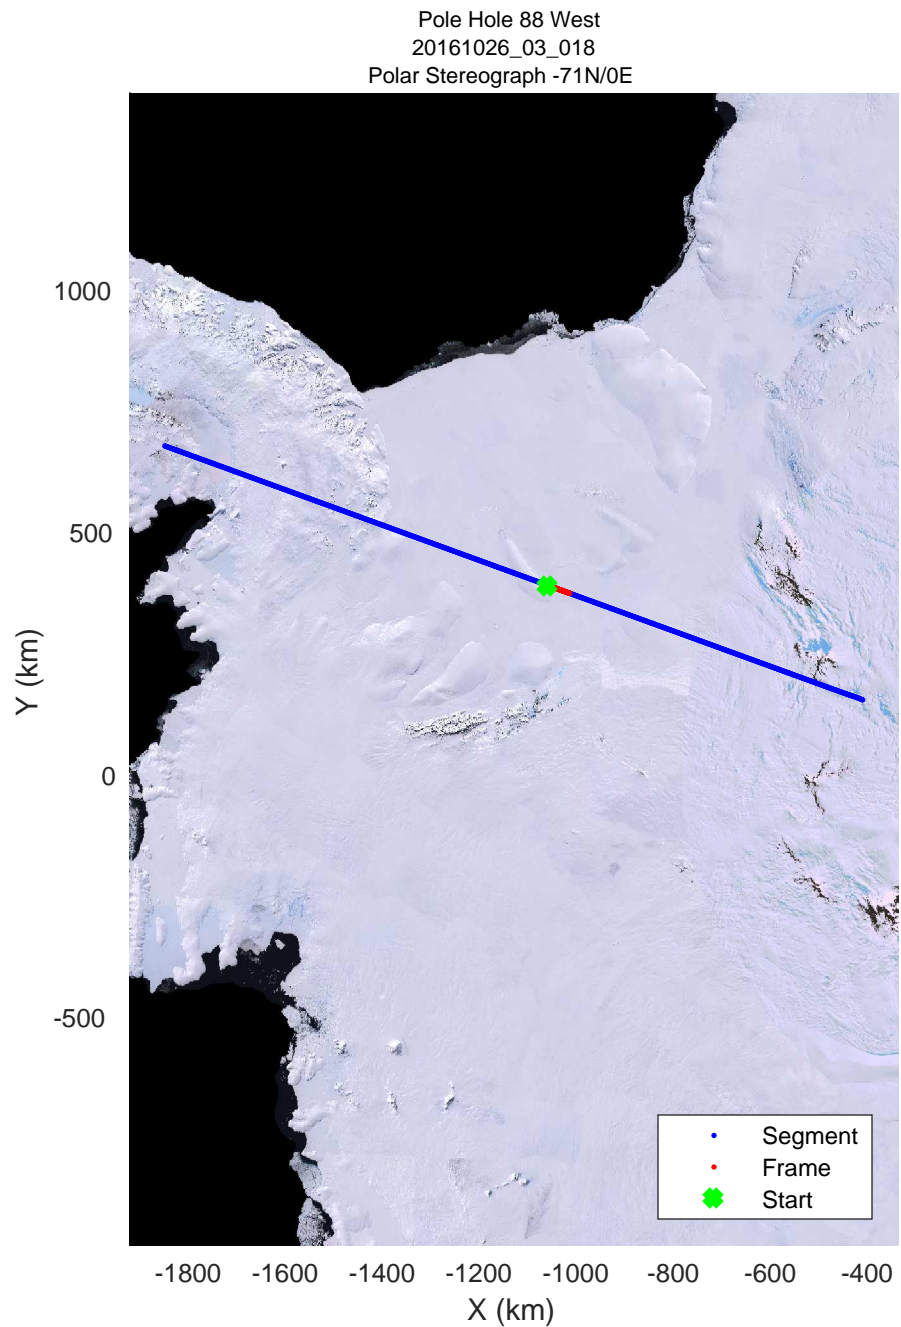 Pole Hole 88 West
20161026_03_018
Polar Stereograph -71N/0E
1000
500
0
-500
Y (km)
Segment
Frame
Start
-1800 -1600 -1400 -1200 -1000 -800 -600 -400
X (km)